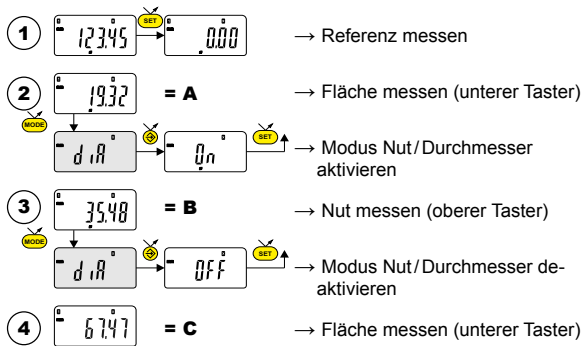 1 123.45 SET 0.00 → Referenz messen
2 19.32 = A → Fläche messen (unterer Taster)
MODE
diA On SET → Modus Nut/Durchmesser
aktivieren
3 35.48 = B → Nut messen (oberer Taster)
MODE
diA OFF SET → Modus Nut/Durchmesser de-
aktivieren
4 67.47 = C → Fläche messen (unterer Taster)